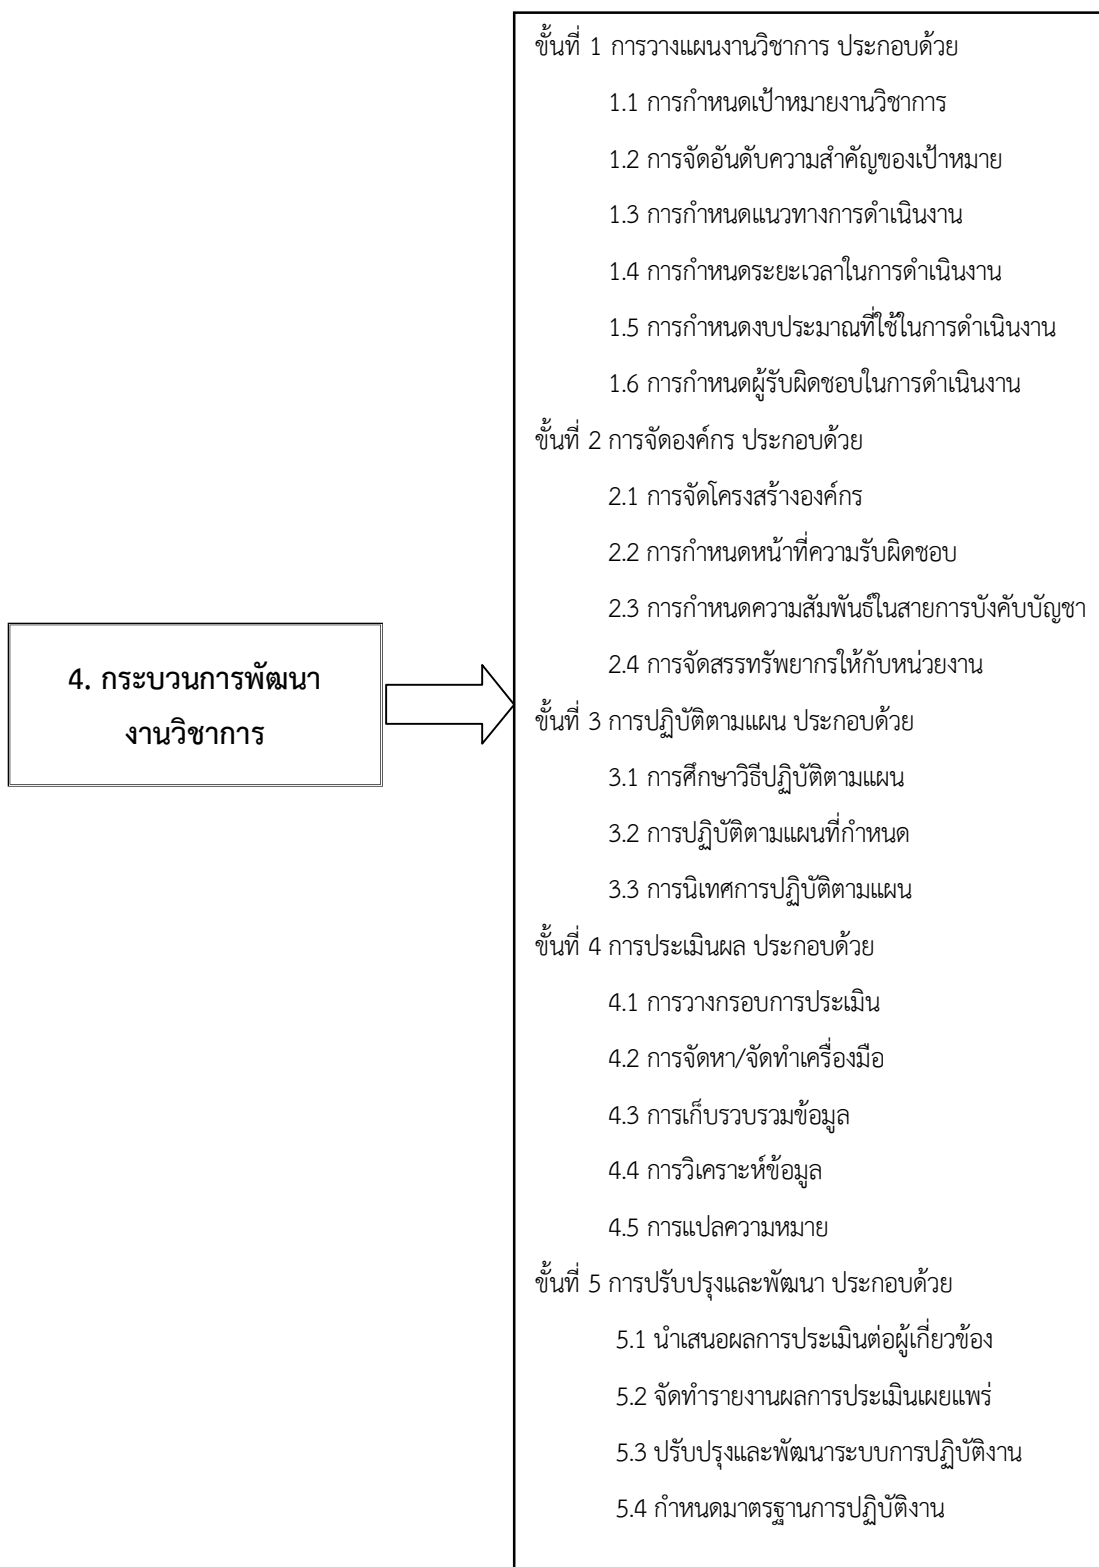 ขั้นที่ 1 การวางแผนงานวิชาการ ประกอบด้วย
1.1 การกำหนดเป้าหมายงานวิชาการ
1.2 การจัดอันดับความสำคัญของเป้าหมาย
1.3 การกำหนดแนวทางการดำเนินงาน
1.4 การกำหนดระยะเวลาในการดำเนินงาน
1.5 การกำหนดงบประมาณที่ใช้ในการดำเนินงาน
1.6 การกำหนดผู้รับผิดชอบในการดำเนินงาน
ขั้นที่ 2 การจัดองค์กร ประกอบด้วย
2.1 การจัดโครงสร้างองค์กร
2.2 การกำหนดหน้าที่ความรับผิดชอบ
2.3 การกำหนดความสัมพันธ์ในสายการบังคับบัญชา
2.4 การจัดสรรทรัพยากรให้กับหน่วยงาน
4. กระบวนการพัฒนา
งานวิชาการ
ขั้นที่ 3 การปฏิบัติตามแผน ประกอบด้วย
3.1 การศึกษาวิธีปฏิบัติตามแผน
3.2 การปฏิบัติตามแผนที่กำหนด
3.3 การนิเทศการปฏิบัติตามแผน
ขั้นที่ 4 การประเมินผล ประกอบด้วย
4.1 การวางกรอบการประเมิน
4.2 การจัดหา/จัดทำเครื่องมือ
4.3 การเก็บรวบรวมข้อมูล
4.4 การวิเคราะห์ข้อมูล
4.5 การแปลความหมาย
ขั้นที่ 5 การปรับปรุงและพัฒนา ประกอบด้วย
5.1 นำเสนอผลการประเมินต่อผู้เกี่ยวข้อง
5.2 จัดทำรายงานผลการประเมินเผยแพร่
5.3 ปรับปรุงและพัฒนาระบบการปฏิบัติงาน
5.4 กำหนดมาตรฐานการปฏิบัติงาน